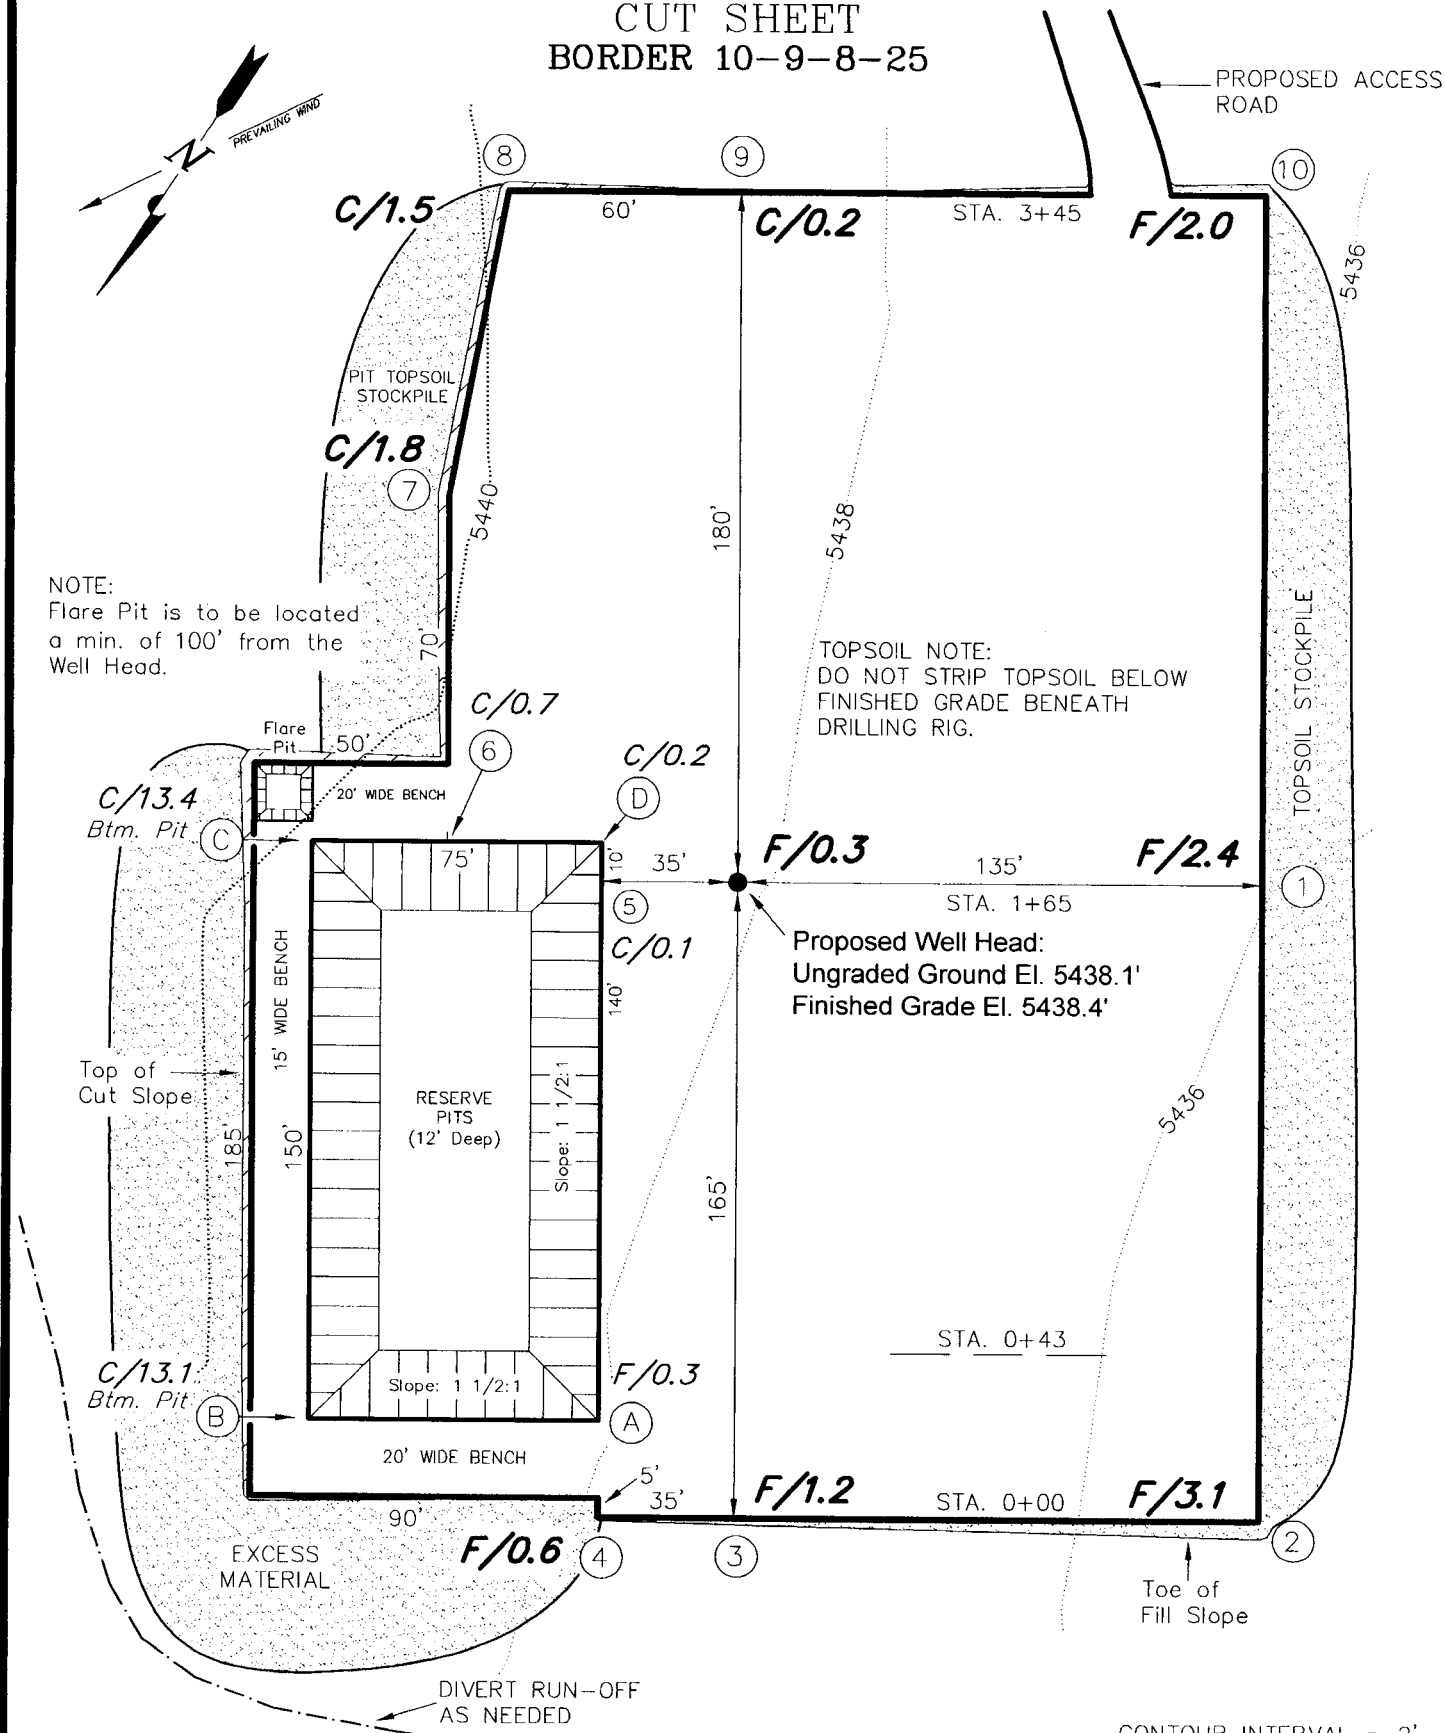 CUT SHEET
BORDER 10-9-8-25
PROPOSED ACCESS
ROAD
PREVAILING WIND
N
8
9
10
C/1.5
60'
C/0.2
STA. 3+45
F/2.0
5436
PIT TOPSOIL
STOCKPILE
C/1.8
7
5440
180'
5438
NOTE:
Flare Pit is to be located
a min. of 100' from the
Well Head.
70'
TOPSOIL NOTE:
DO NOT STRIP TOPSOIL BELOW
FINISHED GRADE BENEATH
DRILLING RIG.
TOPSOIL STOCKPILE
C/0.7
Flare
Pit
50'
6
C/0.2
D
C/13.4
Btm. Pit
C
20' WIDE BENCH
75'
10'
35'
F/0.3
135'
F/2.4
1
5
STA. 1+65
C/0.1
Proposed Well Head:
Ungraded Ground El. 5438.1'
Finished Grade El. 5438.4'
15' WIDE BENCH
140'
Top of
Cut Slope
185'
150'
RESERVE
PITS
(12' Deep)
Slope: 1 1/2:1
5436
165'
STA. 0+43
C/13.1
Btm. Pit
B
Slope: 1 1/2:1
F/0.3
A
20' WIDE BENCH
5'
35'
90'
F/1.2
STA. 0+00
F/3.1
F/0.6
4
3
2
EXCESS
MATERIAL
Toe of
Fill Slope
DIVERT RUN-OFF
AS NEEDED
CONTOUR INTERVAL = 2'